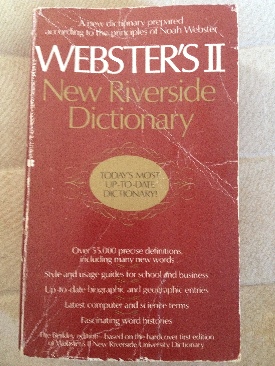 A new dictionary prepared
according to the principles of Noah Webster
WEBSTER'S II
New Riverside
Dictionary
TODAY'S MOST
UP-TO-DATE
DICTIONARY!
Over 55,000 precise definitions
including many new words
Style and usage guides for school and business
Up-to-date biographic and geographic entries
Latest computer and science terms
Fascinating word histories
The Berkley edition—based on the hardcover first edition
of Webster's II New Riverside University Dictionary